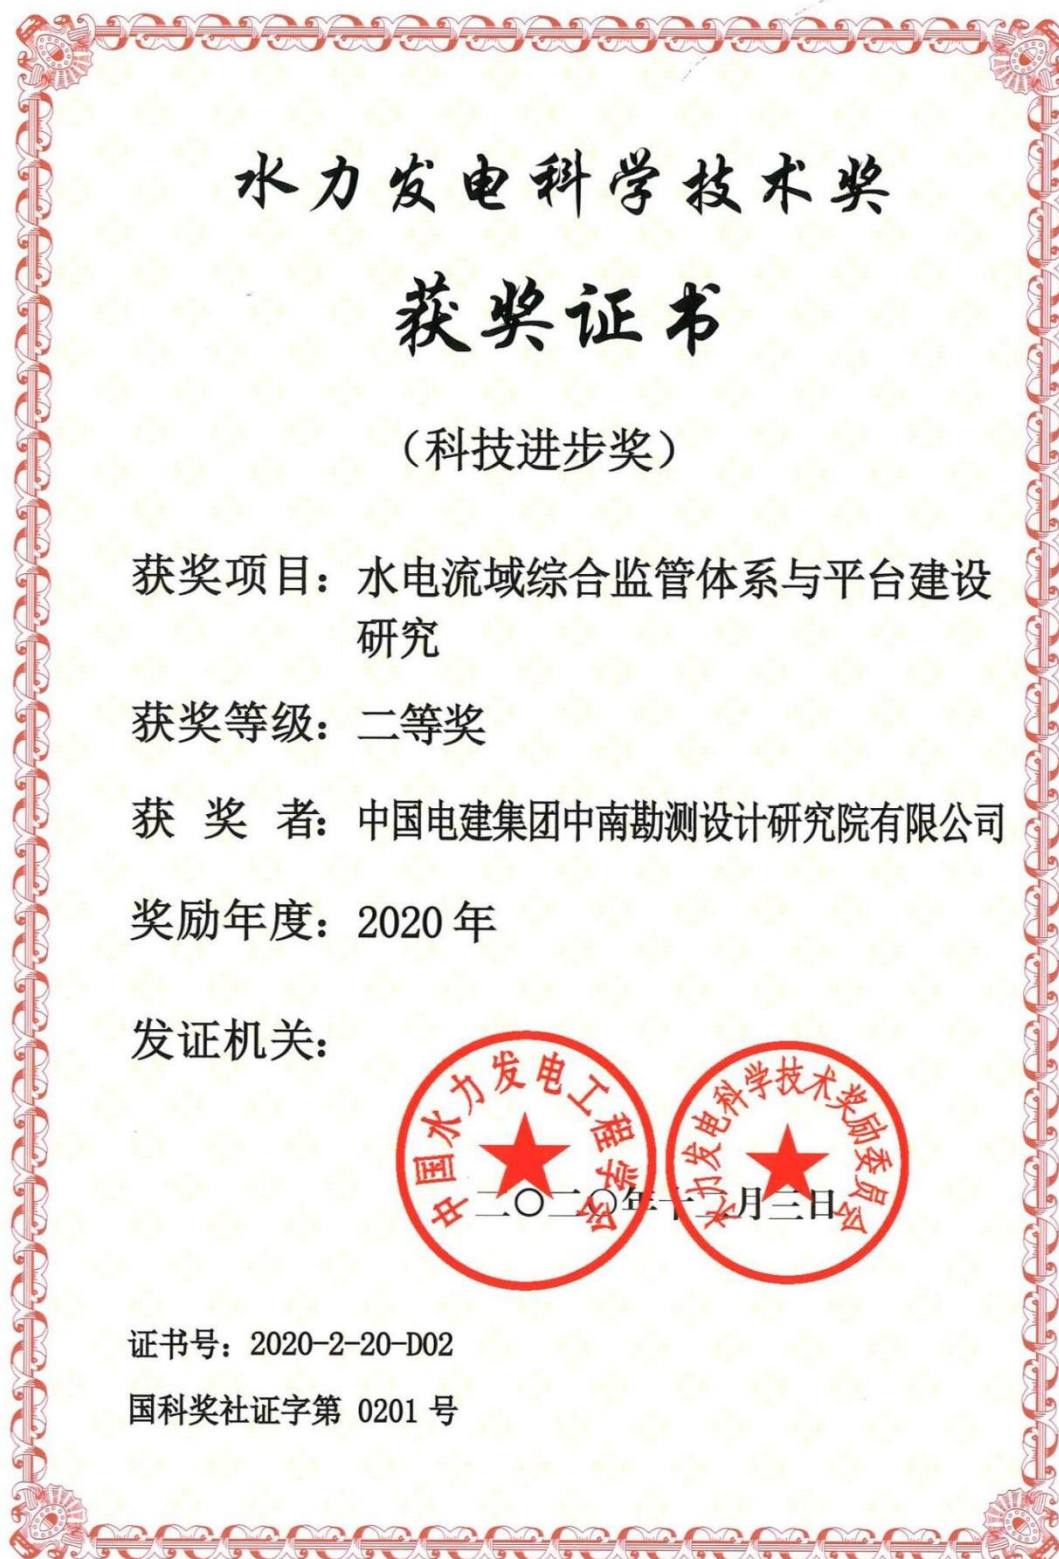 水力发电科学技术奖
获奖证书
（科技进步奖）
获奖项目：水电流域综合监管体系与平台建设
研究
获奖等级：二等奖
获 奖 者：中国电建集团中南勘测设计研究院有限公司
奖励年度：2020 年
发证机关：
中国水力发电工程学会
水力发电科学技术奖励委员会
二〇二〇年十二月三日
证书号：2020-2-20-D02
国科奖社证字第 0201 号